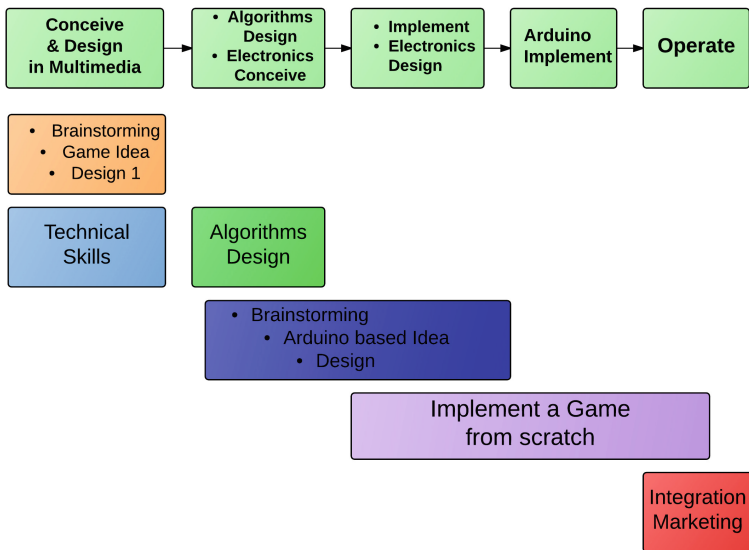 Conceive
& Design
in Multimedia
• Algorithms
Design
• Electronics
Conceive
• Implement
• Electronics
Design
Arduino
Implement
Operate
• Brainstorming
• Game Idea
• Design 1
Technical
Skills
Algorithms
Design
• Brainstorming
• Arduino based Idea
• Design
Implement a Game
from scratch
Integration
Marketing